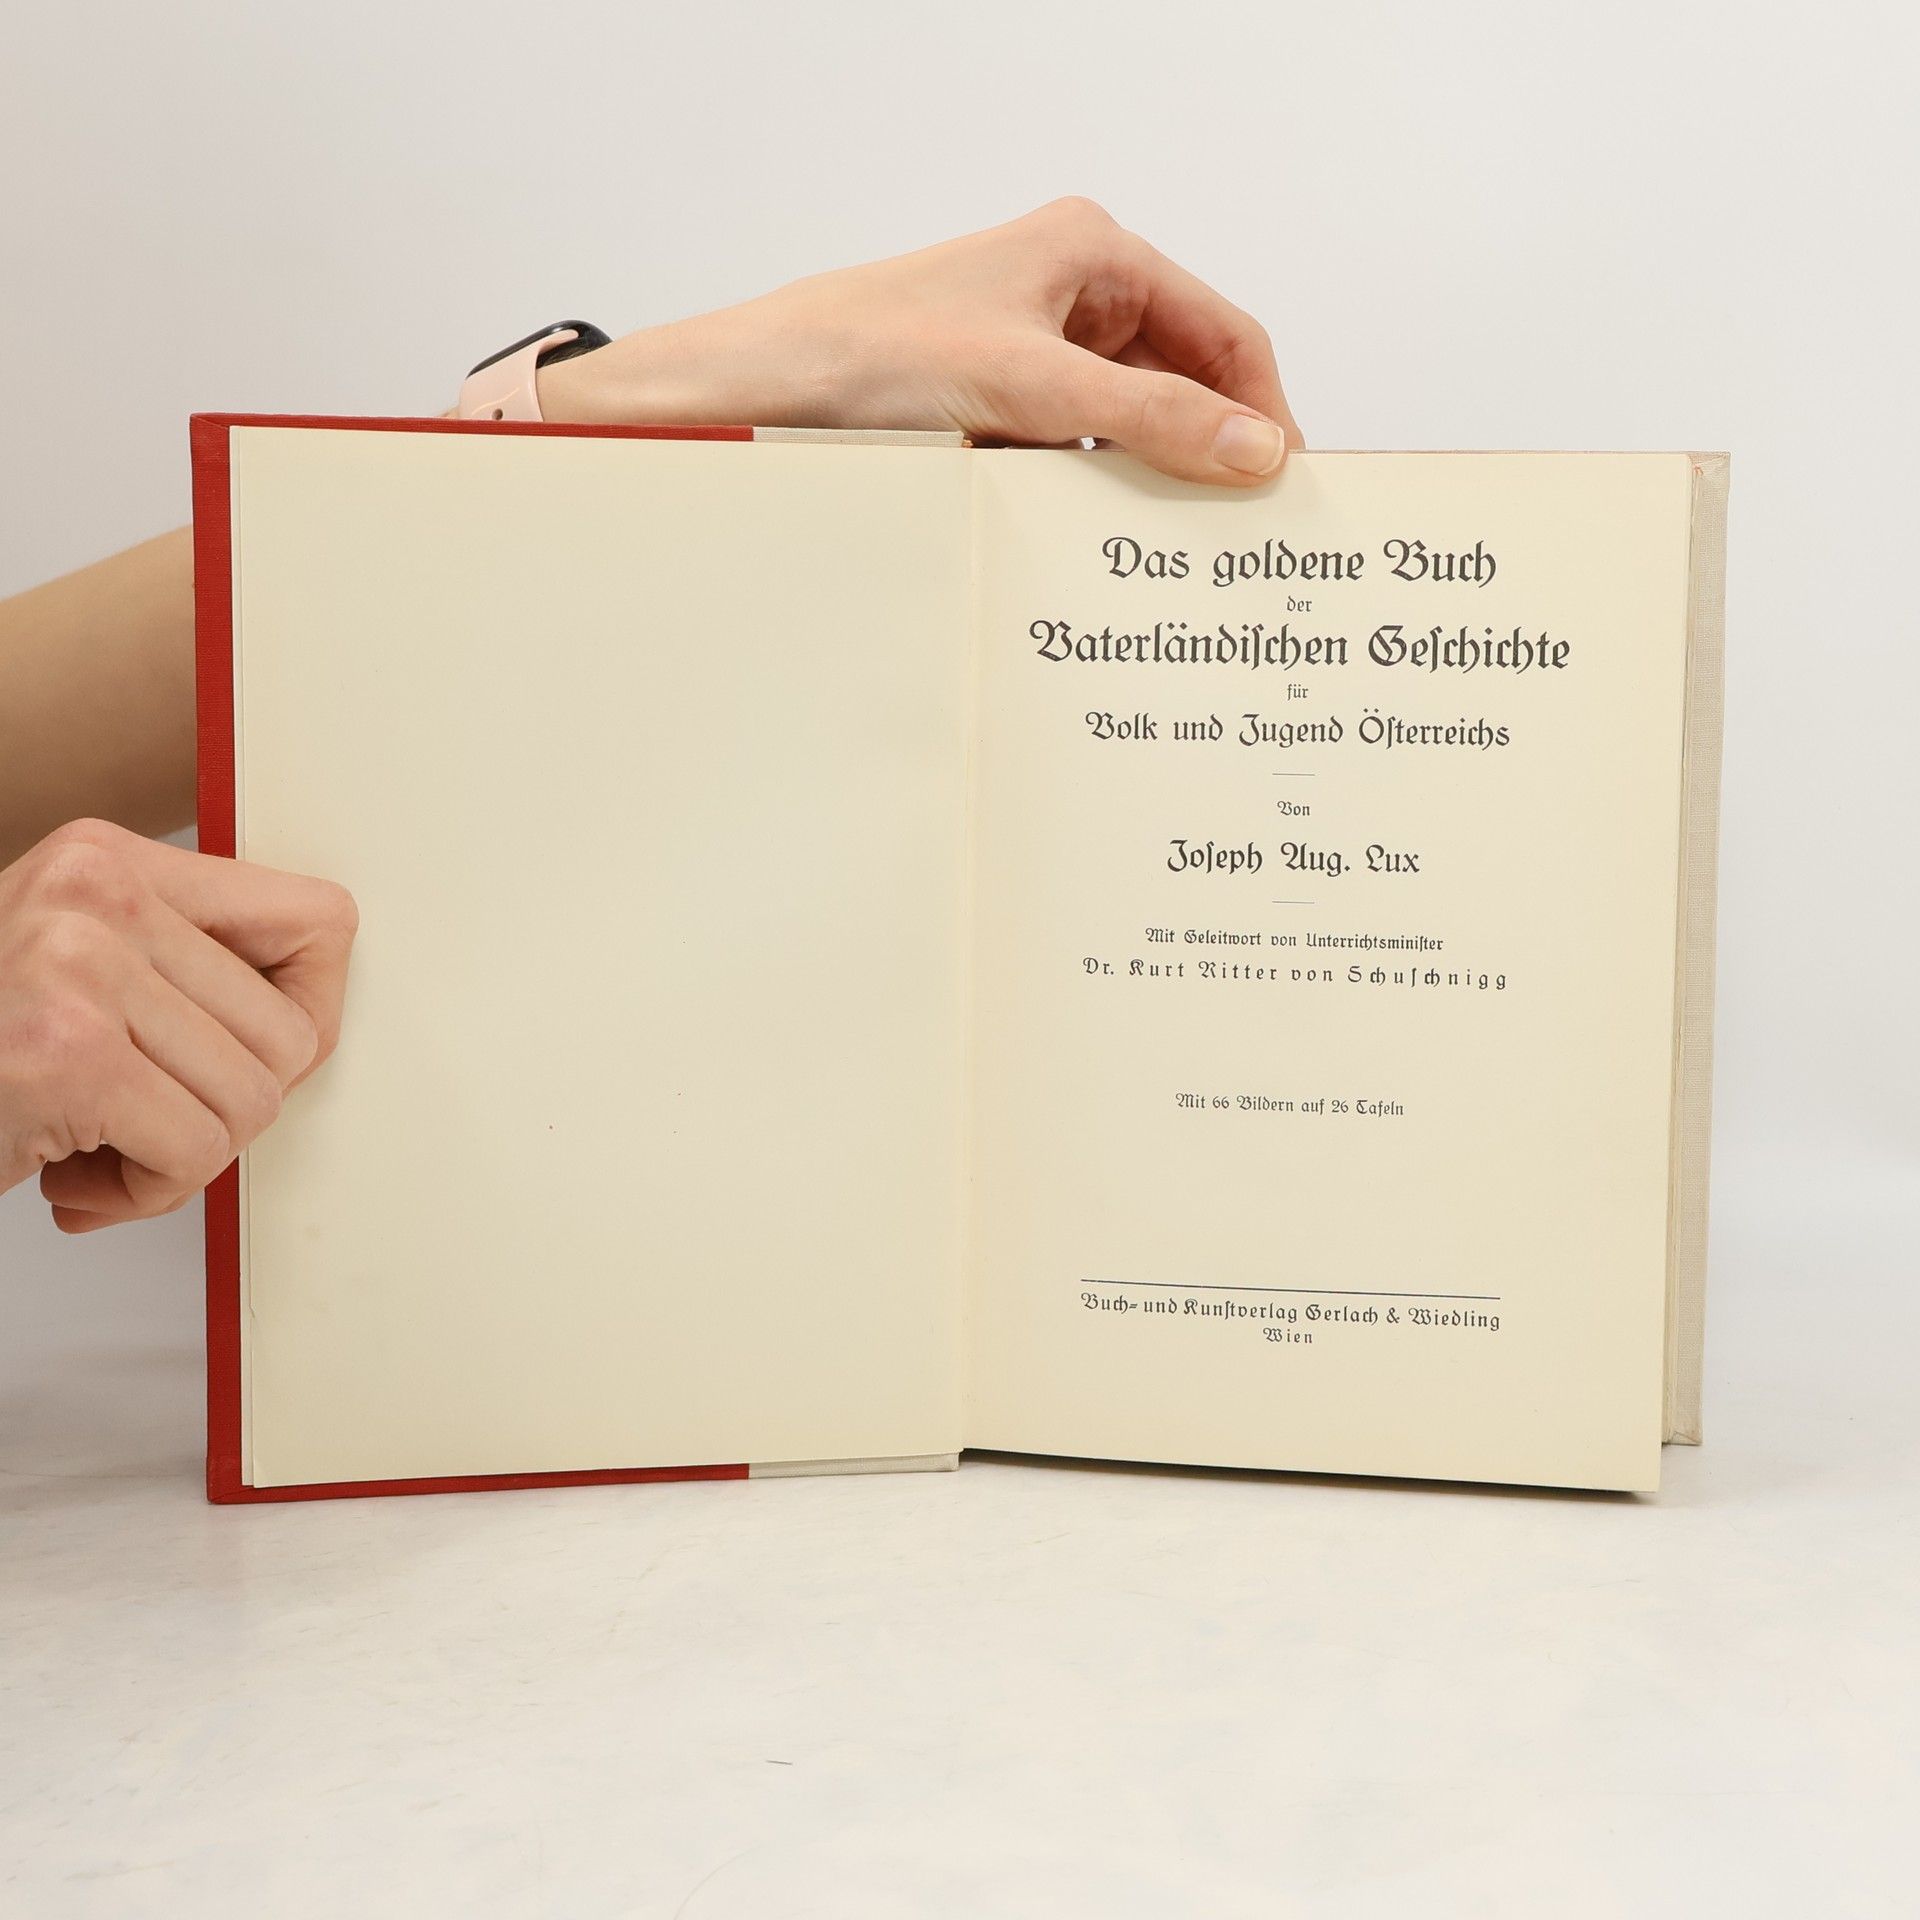 Das goldene Buch
der
Vaterländiſchen Geſchichte
für
Volk und Jugend Öſterreichs
Von
Joſeph Aug. Lux
Mit Geleitwort von Unterrichtsminiſter
Dr. Kurt Ritter von Schuſchnigg
Mit 66 Bildern auf 26 Tafeln
Buch- und Kunſtverlag Gerlach & Wiedling
Wien